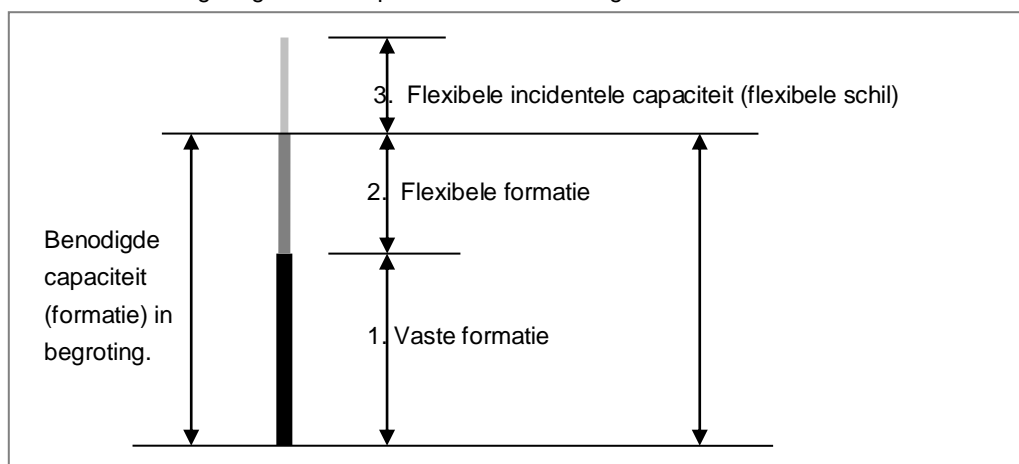 3. Flexibele incidentele capaciteit (flexibele schil)
2. Flexibele formatie
Benodigde
capaciteit
(formatie) in
begroting.
1. Vaste formatie